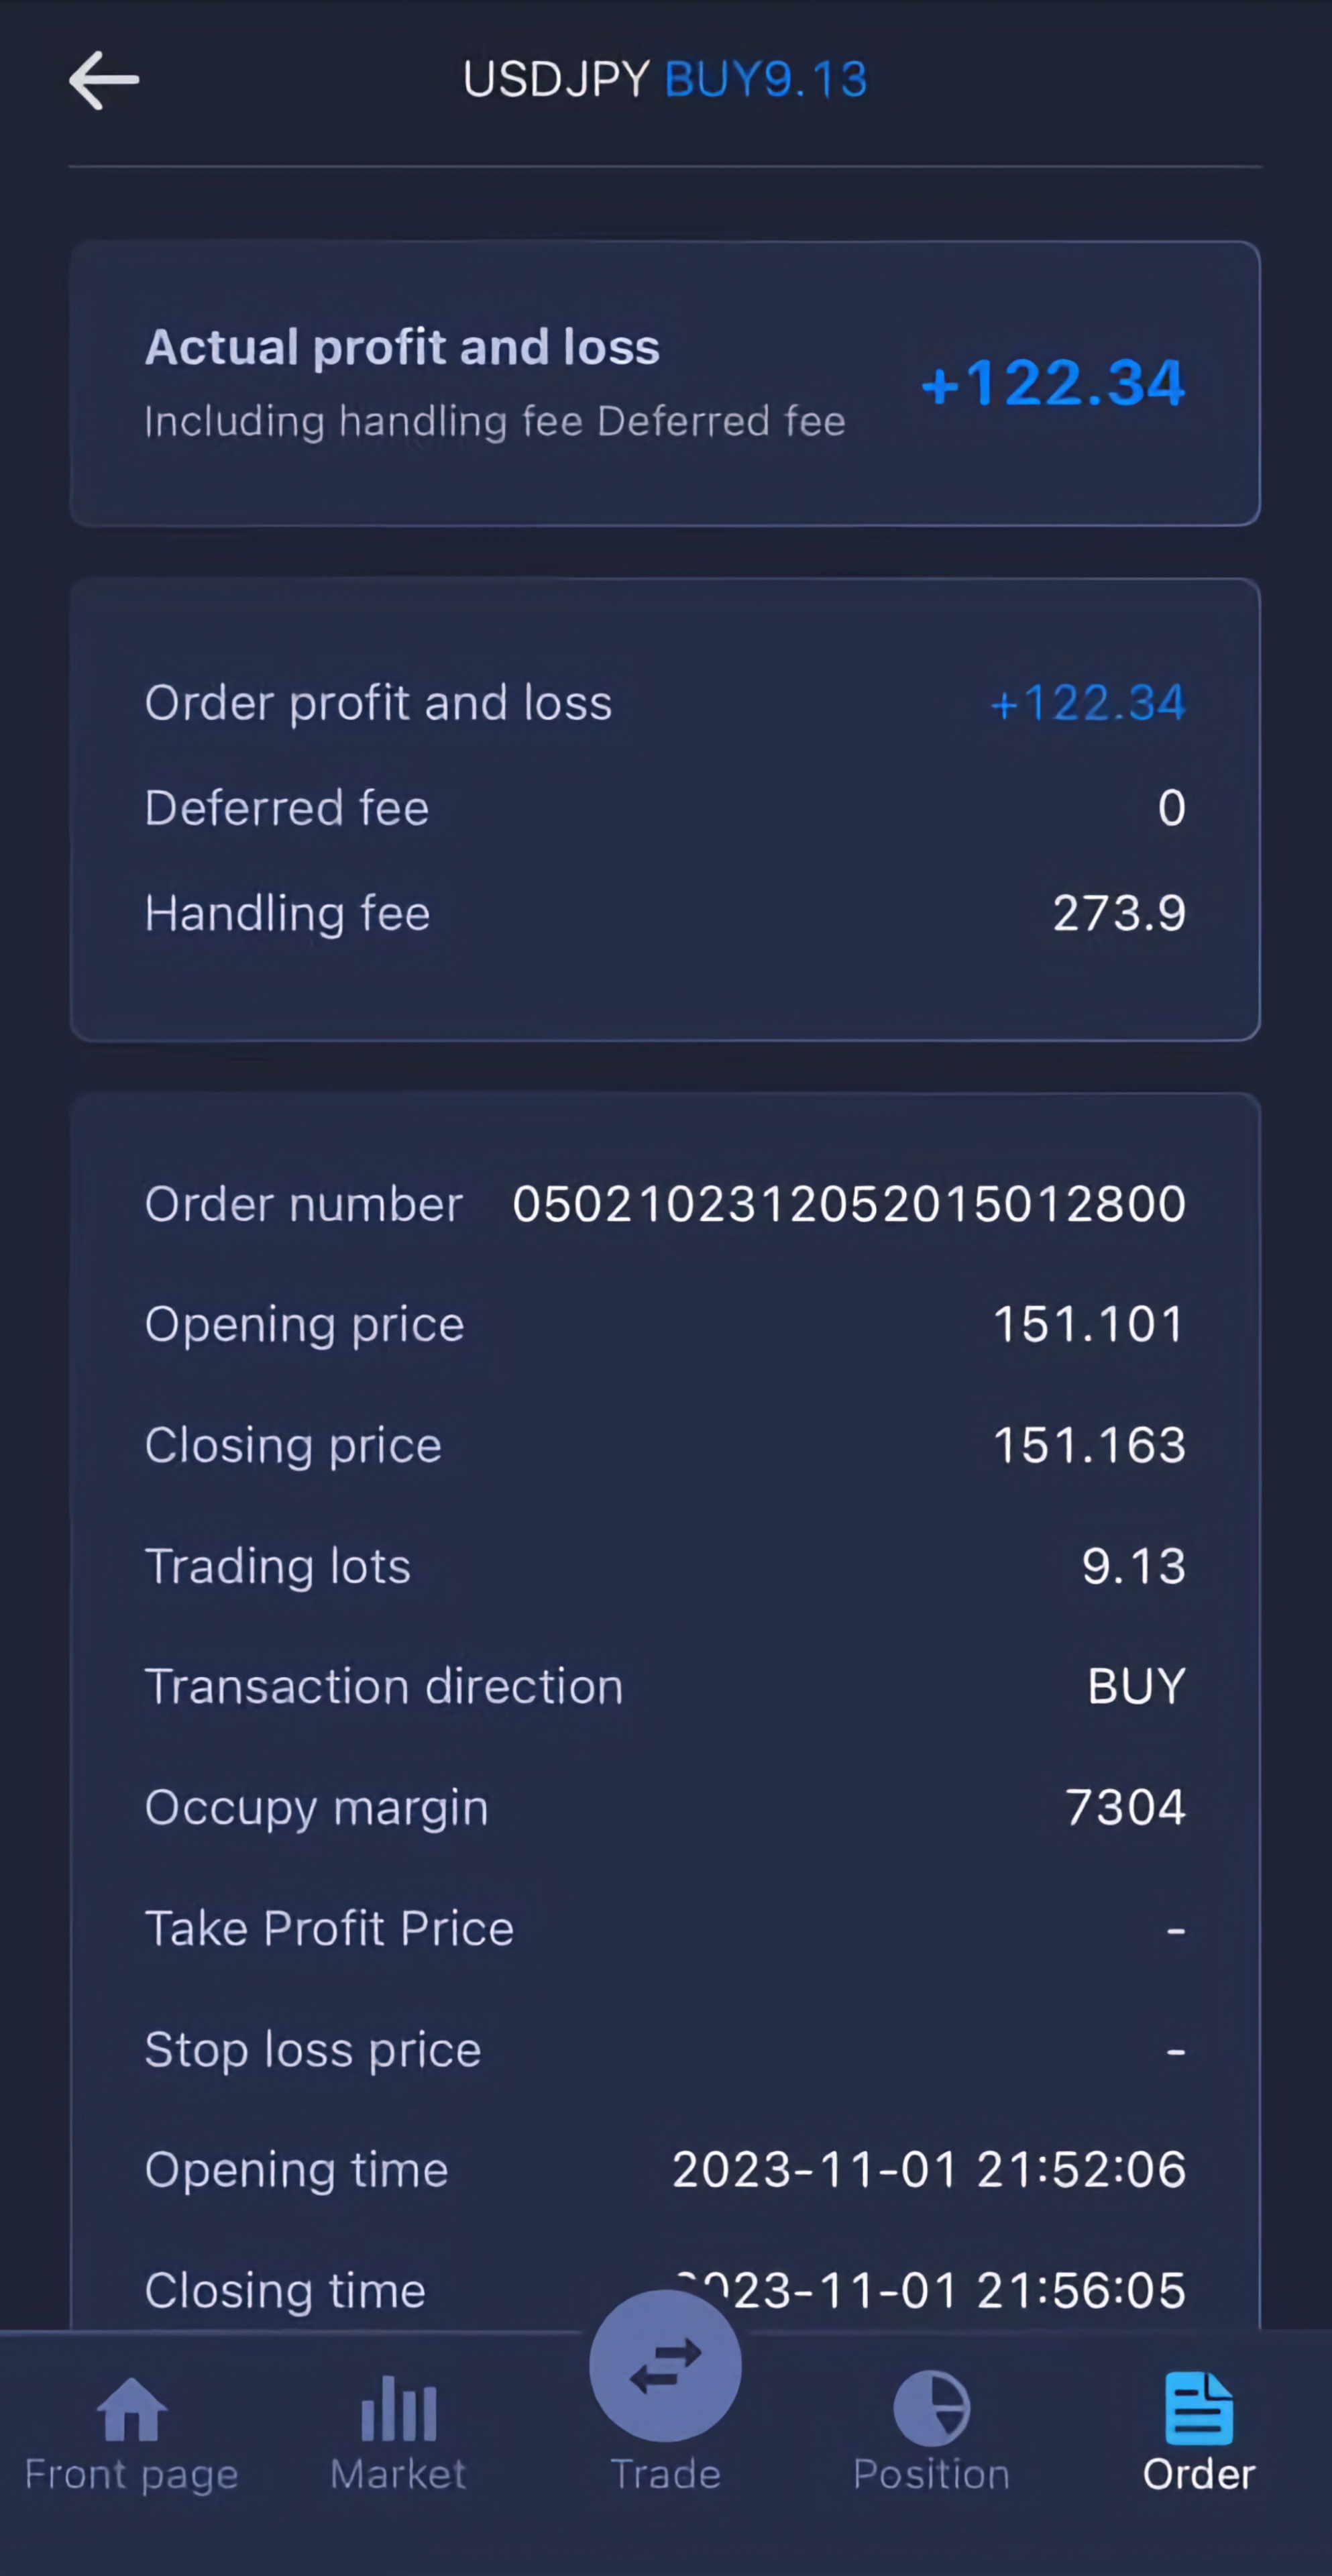 USDJPY BUY9.13
Actual profit and loss
Including handling fee Deferred fee
+122.34
Order profit and loss +122.34
Deferred fee 0
Handling fee 273.9
Order number 0502102312052015012800
Opening price 151.101
Closing price 151.163
Trading lots 9.13
Transaction direction BUY
Occupy margin 7304
Take Profit Price -
Stop loss price -
Opening time 2023-11-01 21:52:06
Closing time 2023-11-01 21:56:05
Front page Market Trade Position Order